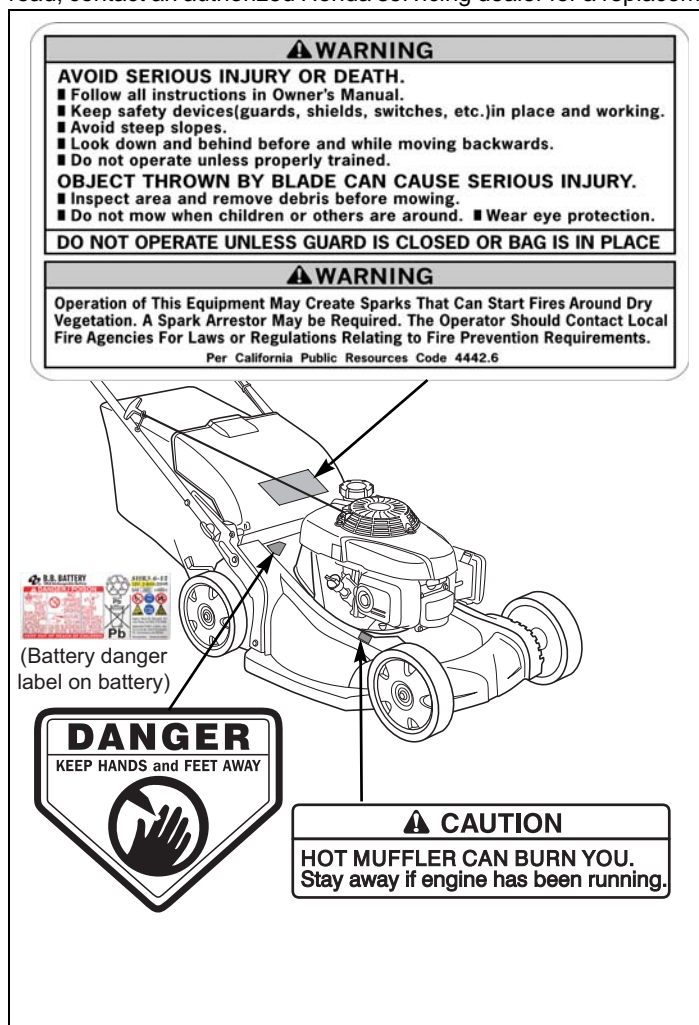 read, contact an authorized Honda servicing dealer for a replacem
WARNING
AVOID SERIOUS INJURY OR DEATH.
■ Follow all instructions in Owner's Manual.
■ Keep safety devices(guards, shields, switches, etc.)in place and working.
■ Avoid steep slopes.
■ Look down and behind before and while moving backwards.
■ Do not operate unless properly trained.
OBJECT THROWN BY BLADE CAN CAUSE SERIOUS INJURY.
■ Inspect area and remove debris before mowing.
■ Do not mow when children or others are around. ■ Wear eye protection.
DO NOT OPERATE UNLESS GUARD IS CLOSED OR BAG IS IN PLACE
WARNING
Operation of This Equipment May Create Sparks That Can Start Fires Around Dry
Vegetation. A Spark Arrestor May be Required. The Operator Should Contact Local
Fire Agencies For Laws or Regulations Relating to Fire Prevention Requirements.
Per California Public Resources Code 4442.6
B.B. BATTERY
DANGER/POISON
Pb
Pb
(Battery danger
label on battery)
DANGER
KEEP HANDS and FEET AWAY
CAUTION
HOT MUFFLER CAN BURN YOU.
Stay away if engine has been running.